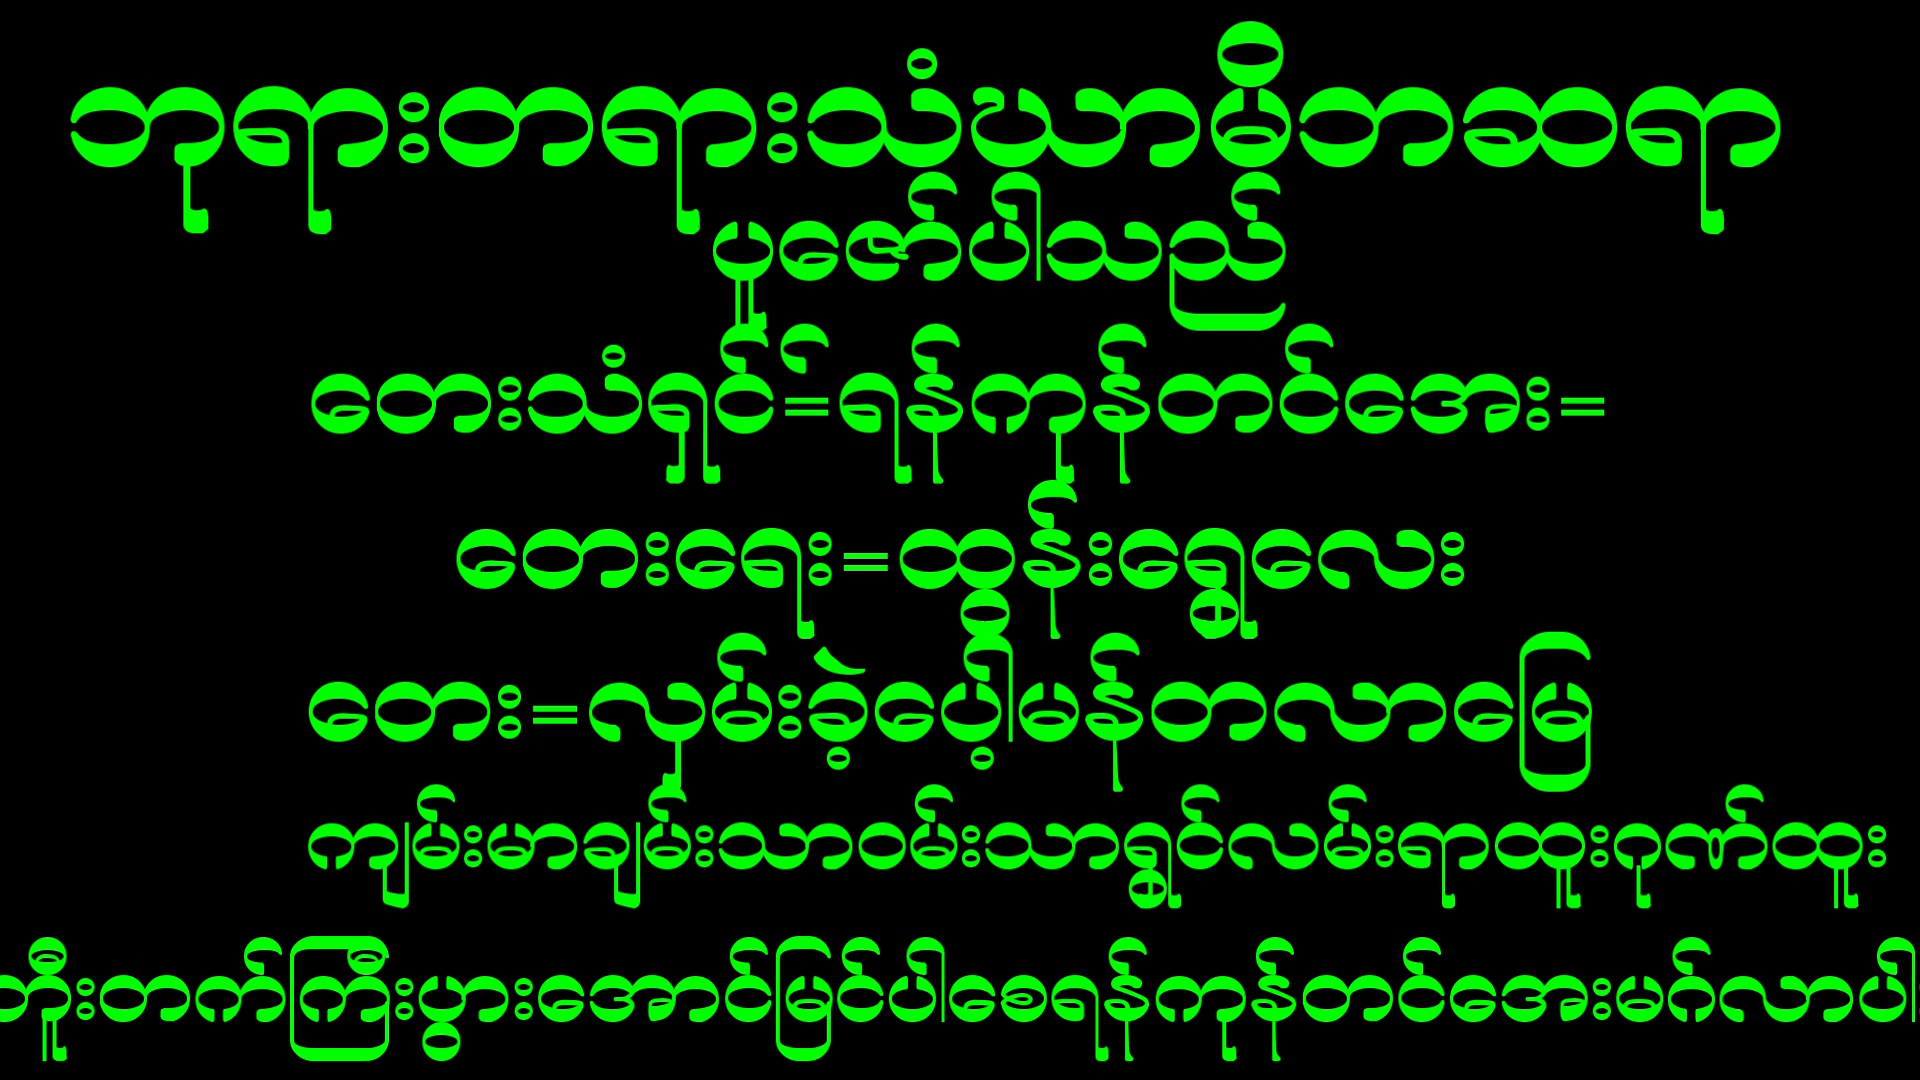 ဘုရားတရားသံဃာမိဘဆရာ
ပူဇော်ပါသည်
တေးသံရှင််=ရန်ကုန်တင်အေး=
တေးရေး=ထွန်းရွှေလေး
တေး=လှမ်းခဲ့ပေါ့မန်တလာမြေ
ကျမ်းမာချမ်းသာဝမ်းသာရွှင်လမ်းရာထူးဂုဏ်ထူး
တက်ကြီးပွားအောင်မြင်ပါစေရန်ကုန်တင်အေးမဂ်လာပါ